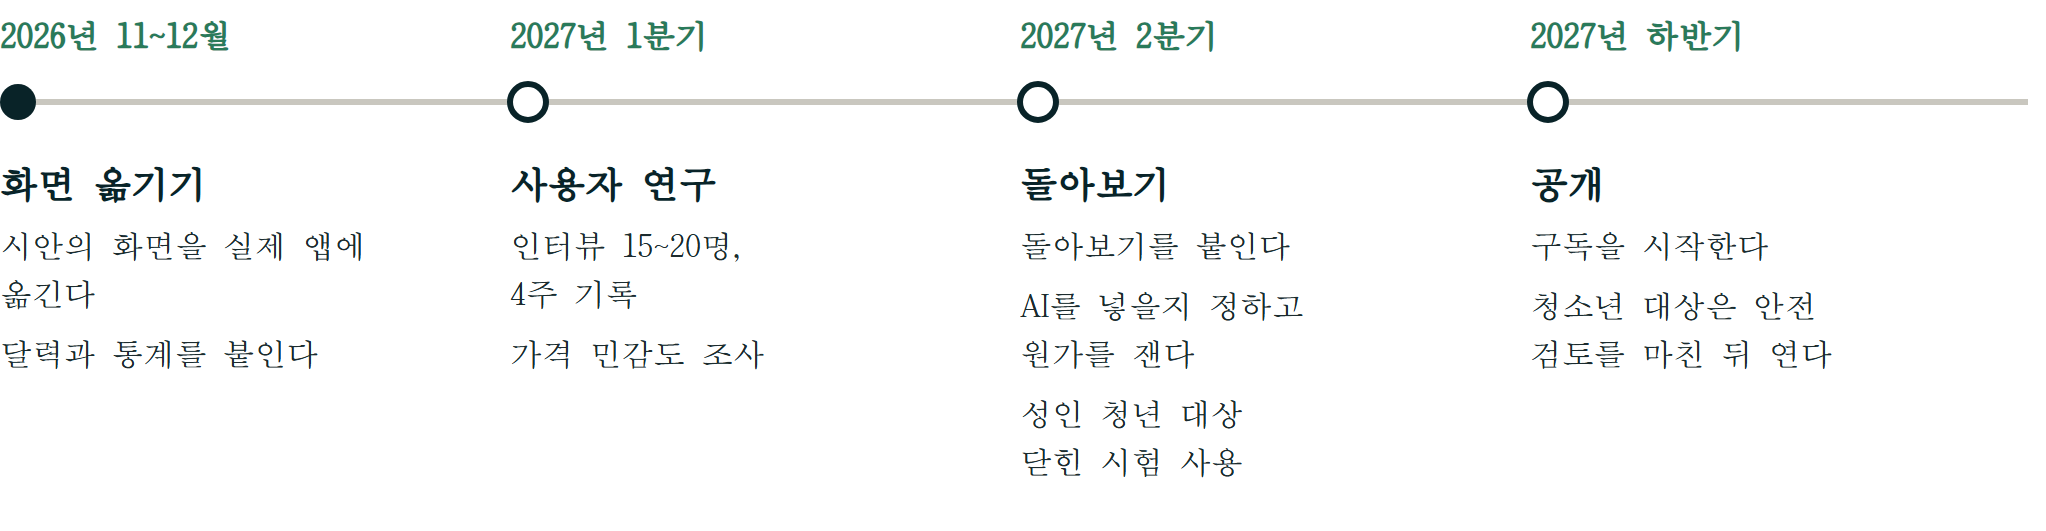 2026년 11~12월
화면 옮기기
시안의 화면을 실제 앱에
옮긴다
달력과 통계를 붙인다
2027년 1분기
사용자 연구
인터뷰 15~20명,
4주 기록
가격 민감도 조사
2027년 2분기
돌아보기
돌아보기를 붙인다
AI를 넣을지 정하고
원가를 잰다
성인 청년 대상
닫힌 시험 사용
2027년 하반기
공개
구독을 시작한다
청소년 대상은 안전
검토를 마친 뒤 연다